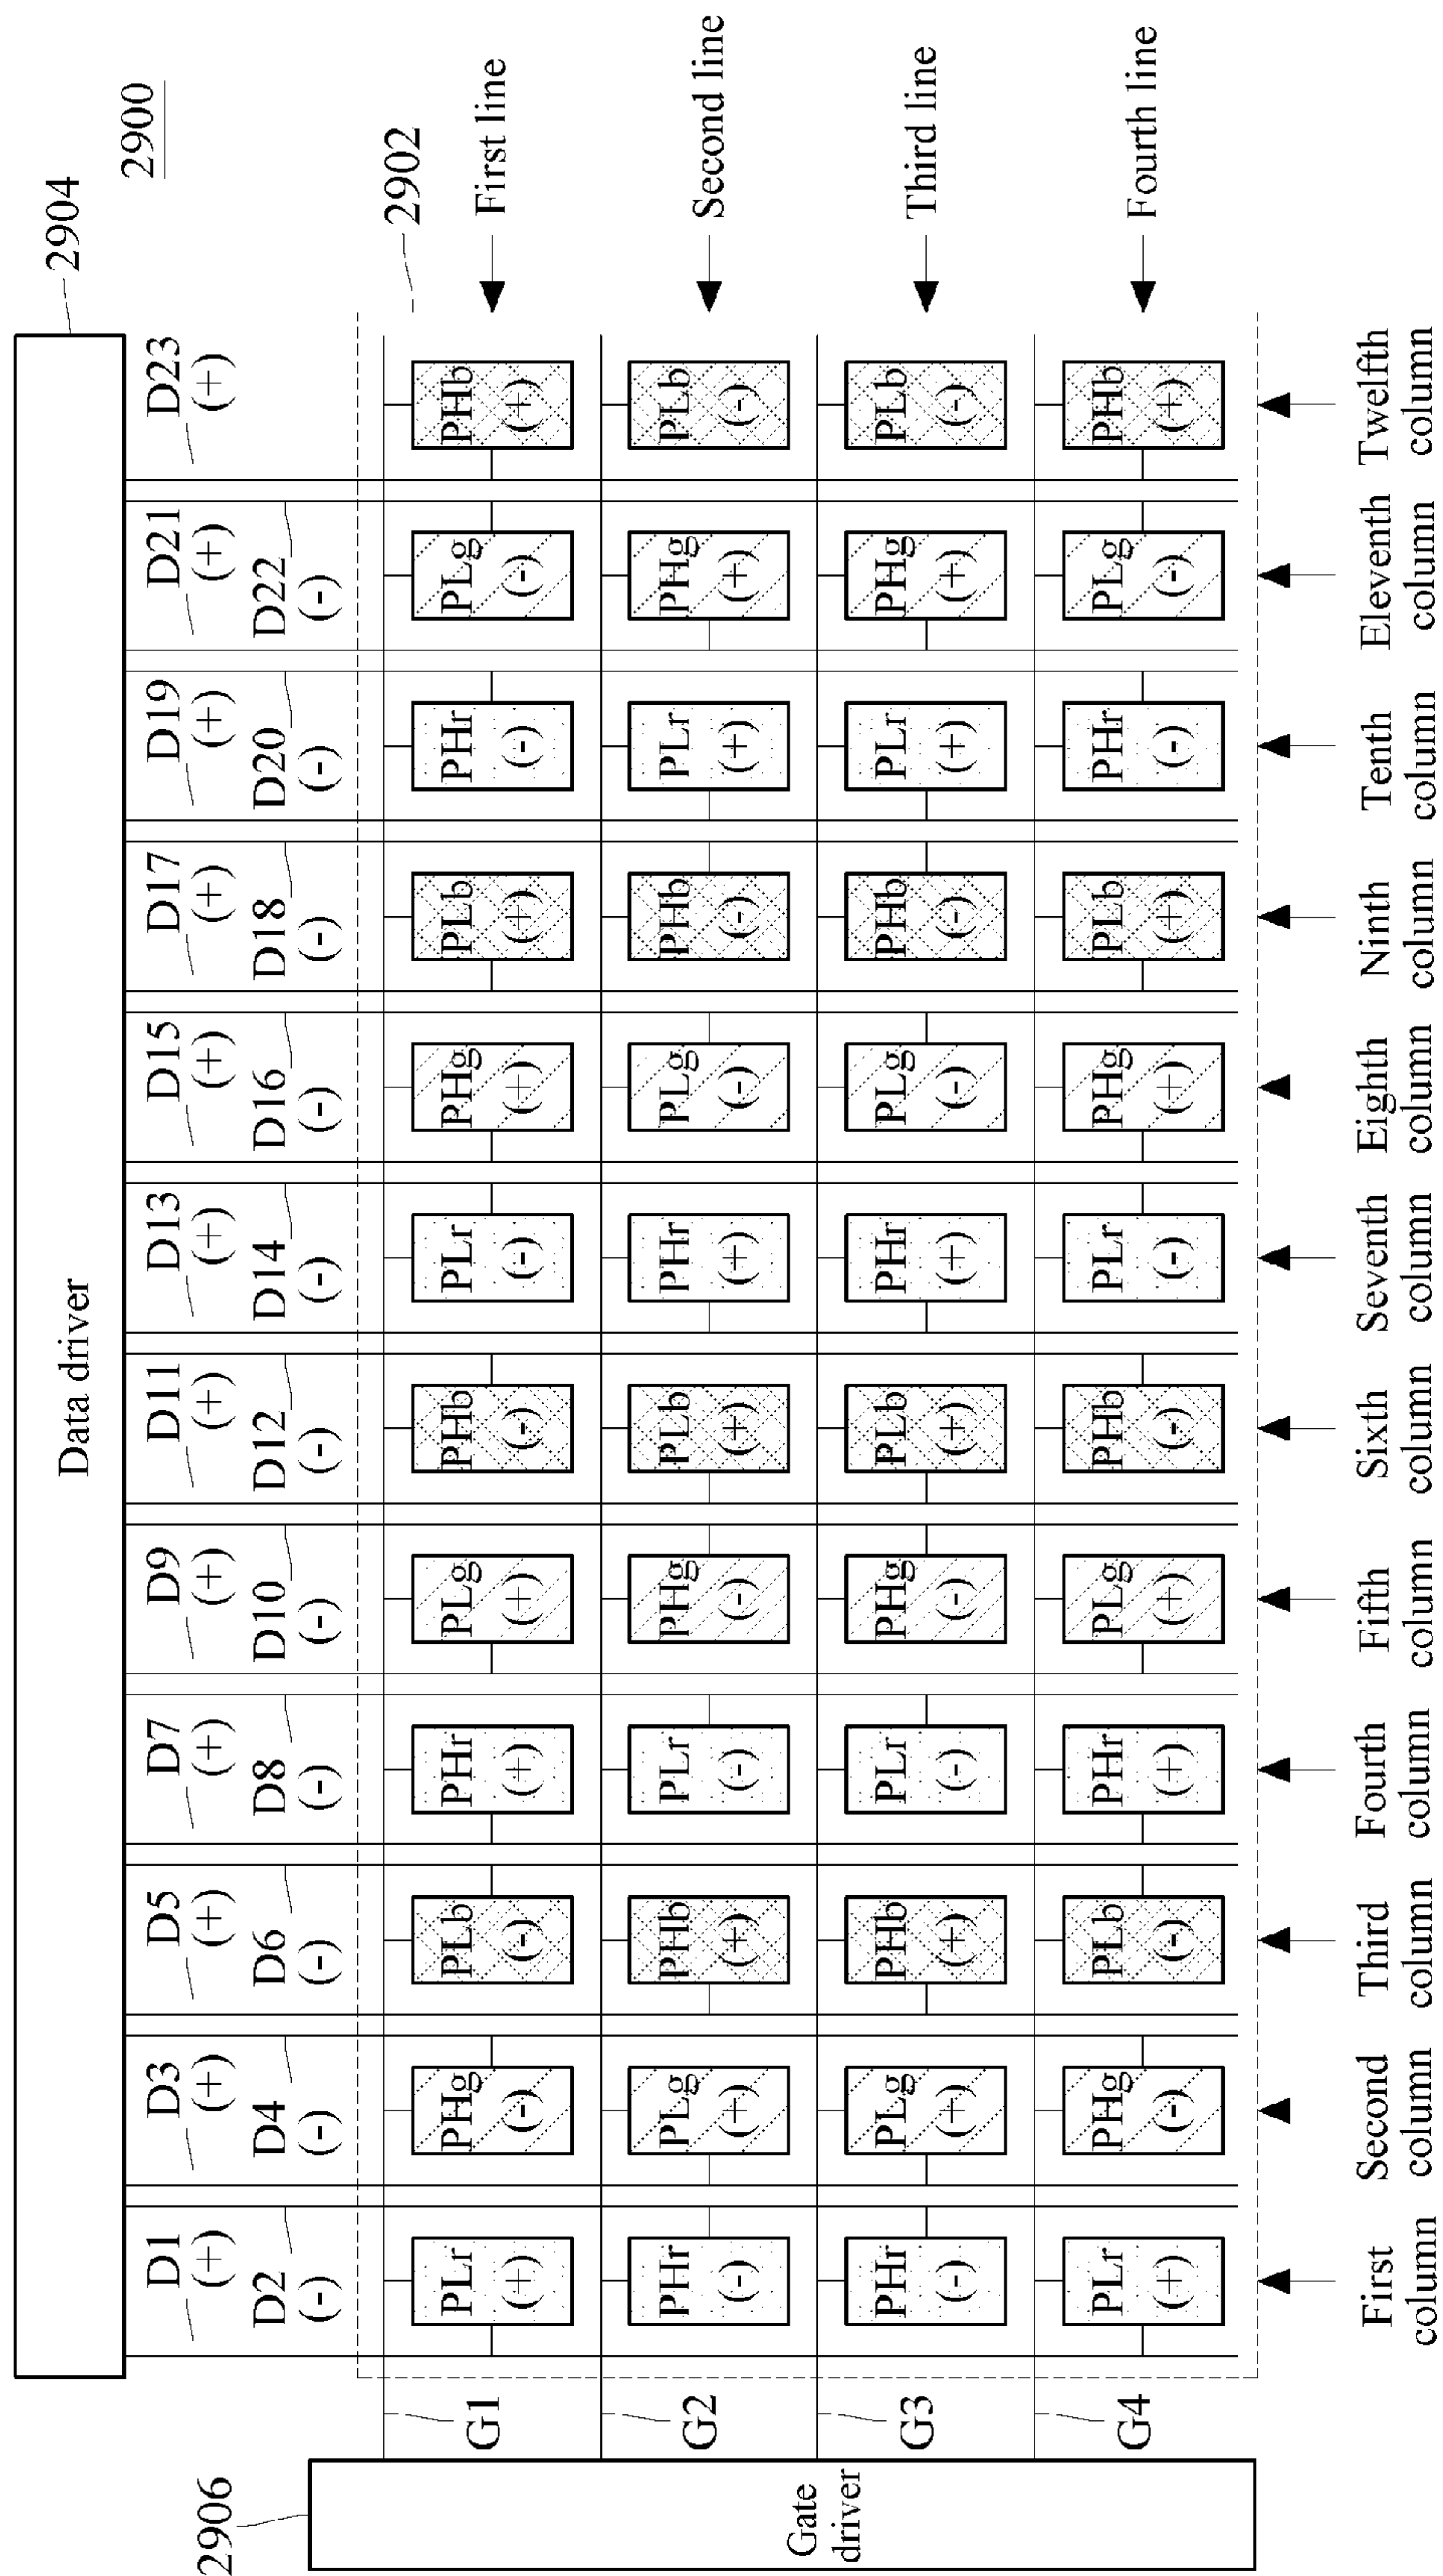 2900
2904
Data driver
D1 D3 D5 D7 D9 D11 D13 D15 D17 D19 D21 D23
(+) (+) (+) (+) (+) (+) (+) (+) (+) (+) (+) (+)
D2 D4 D6 D8 D10 D12 D14 D16 D18 D20 D22
(-) (-) (-) (-) (-) (-) (-) (-) (-) (-) (-)
2902
2906
Gate
driver
G1
PLr PHg PLb PHr PLg PHb PLr PHg PLb PHr PLg PHb
(+) (-) (-) (+) (+) (-) (-) (+) (+) (-) (-) (+)
First line
G2
PHr PLg PHb PLr PHg PLb PHr PLg PHb PLr PHg PLb
(-) (+) (+) (-) (-) (+) (+) (-) (-) (+) (+) (-)
Second line
G3
PHr PLg PHb PLr PHg PLb PHr PLg PHb PLr PHg PLb
(-) (+) (+) (-) (-) (+) (+) (-) (-) (+) (+) (-)
Third line
G4
PLr PHg PLb PHr PLg PHb PLr PHg PLb PHr PLg PHb
(+) (-) (-) (+) (+) (-) (-) (+) (+) (-) (-) (+)
Fourth line
First Second Third Fourth Fifth Sixth Seventh Eighth Ninth Tenth Eleventh Twelfth
column column column column column column column column column column column column